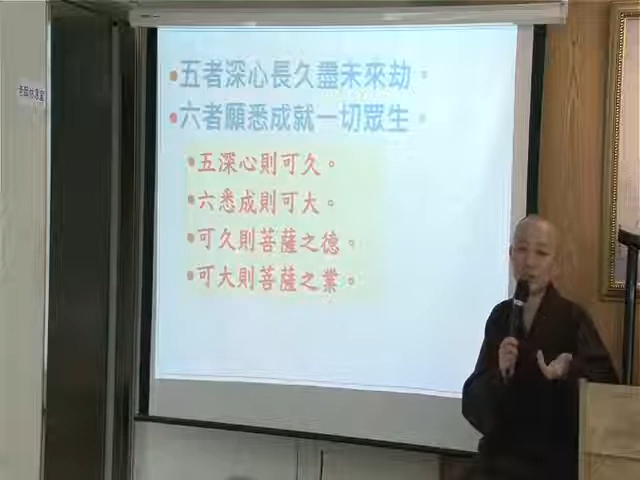 五者深心長久盡未來劫。
六者願悉成就一切眾生。
五深心則可久。
六悉成則可大。
可久則菩薩之德。
可大則菩薩之業。